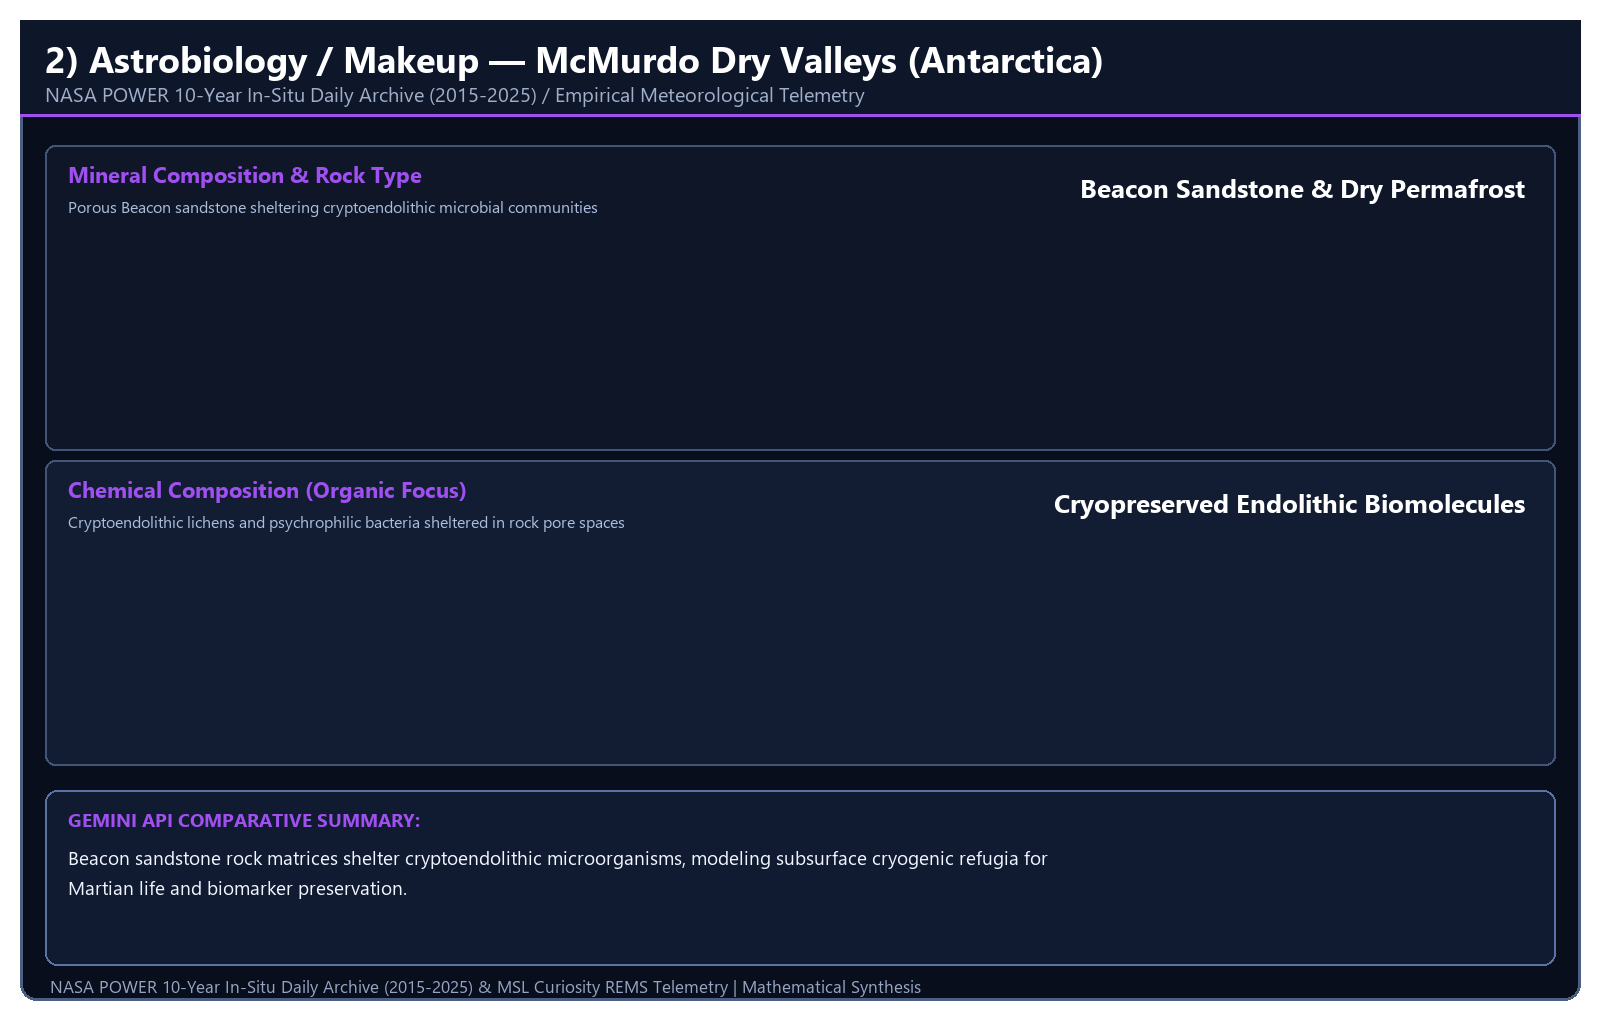 2) Astrobiology / Makeup — McMurdo Dry Valleys (Antarctica)
NASA POWER 10-Year In-Situ Daily Archive (2015-2025) / Empirical Meteorological Telemetry
Mineral Composition & Rock Type
Beacon Sandstone & Dry Permafrost
Porous Beacon sandstone sheltering cryptoendolithic microbial communities
Chemical Composition (Organic Focus)
Cryopreserved Endolithic Biomolecules
Cryptoendolithic lichens and psychrophilic bacteria sheltered in rock pore spaces
GEMINI API COMPARATIVE SUMMARY:
Beacon sandstone rock matrices shelter cryptoendolithic microorganisms, modeling subsurface cryogenic refugia for
Martian life and biomarker preservation.
NASA POWER 10-Year In-Situ Daily Archive (2015-2025) & MSL Curiosity REMS Telemetry | Mathematical Synthesis